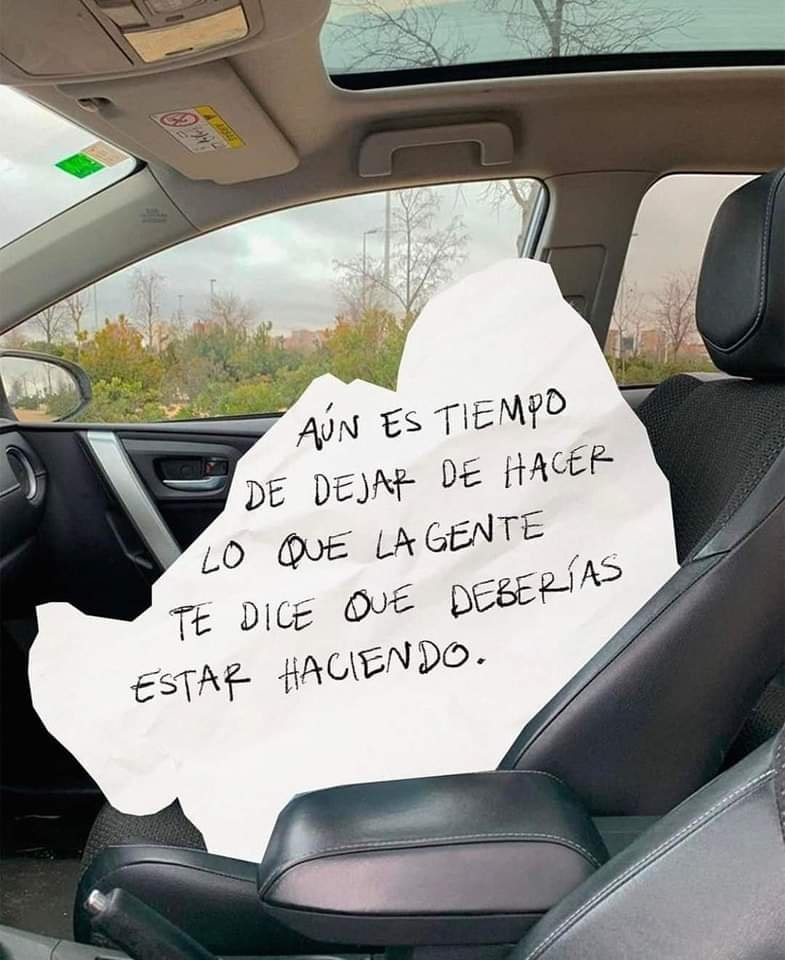 AÚN ES TIEMPO
DE DEJAR DE HACER
LO QUE LA GENTE
TE DICE QUE DEBERÍAS
ESTAR HACIENDO.